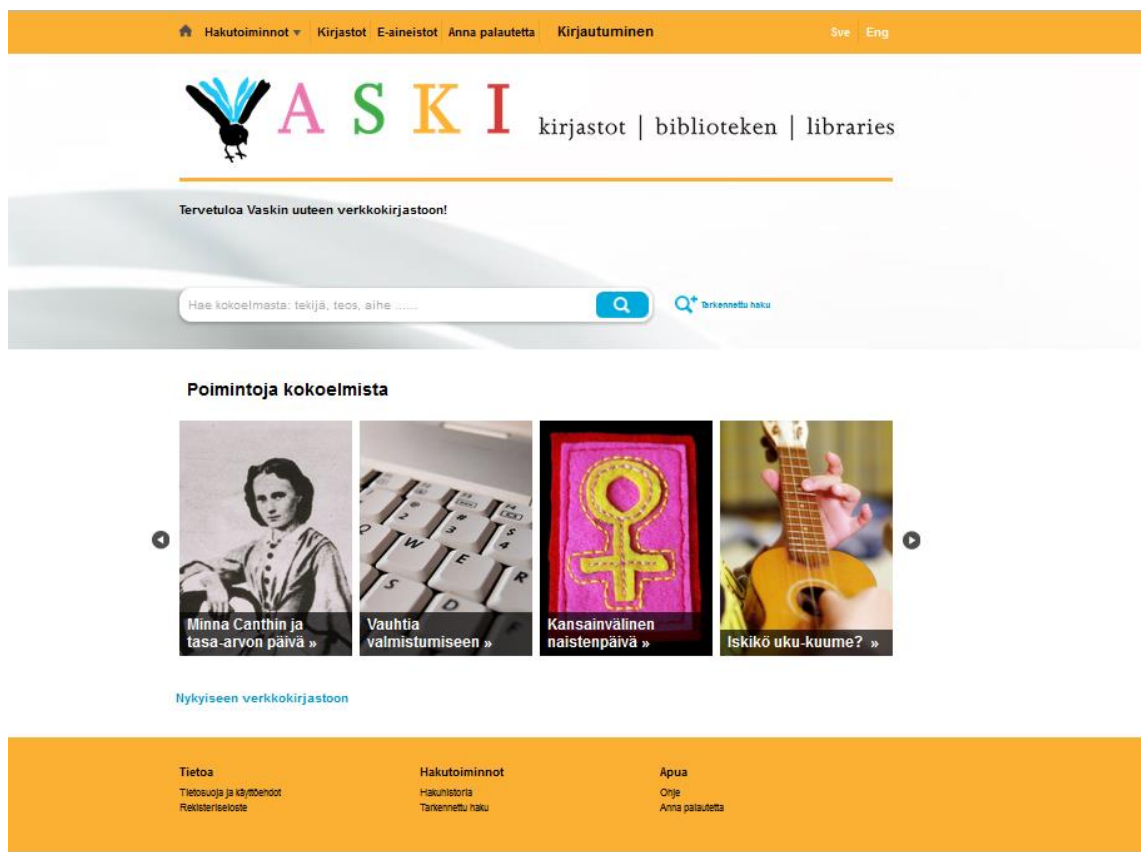 Hakutoiminnot Kirjastot E-aineistot Anna palautetta Kirjautuminen Sve Eng
VASKI kirjastot | biblioteken | libraries
Tervetuloa Vaskin uuteen verkkokirjastoon!
Hae kokoelmasta: tekijä, teos, aihe ......
Tarkennettu haku
Poimintoja kokoelmista
Minna Canthin ja
tasa-arvon päivä »
Vauhtia
valmistumiseen »
Kansainvälinen
naistenpäivä »
Iskikö uku-kuume? »
Nykyiseen verkkokirjastoon
Tietoa
Tietosuoja ja käyttöehdot
Rekisteriseloste
Hakutoiminnot
Hakuhistoria
Tarkennettu haku
Apua
Ohje
Anna palautetta